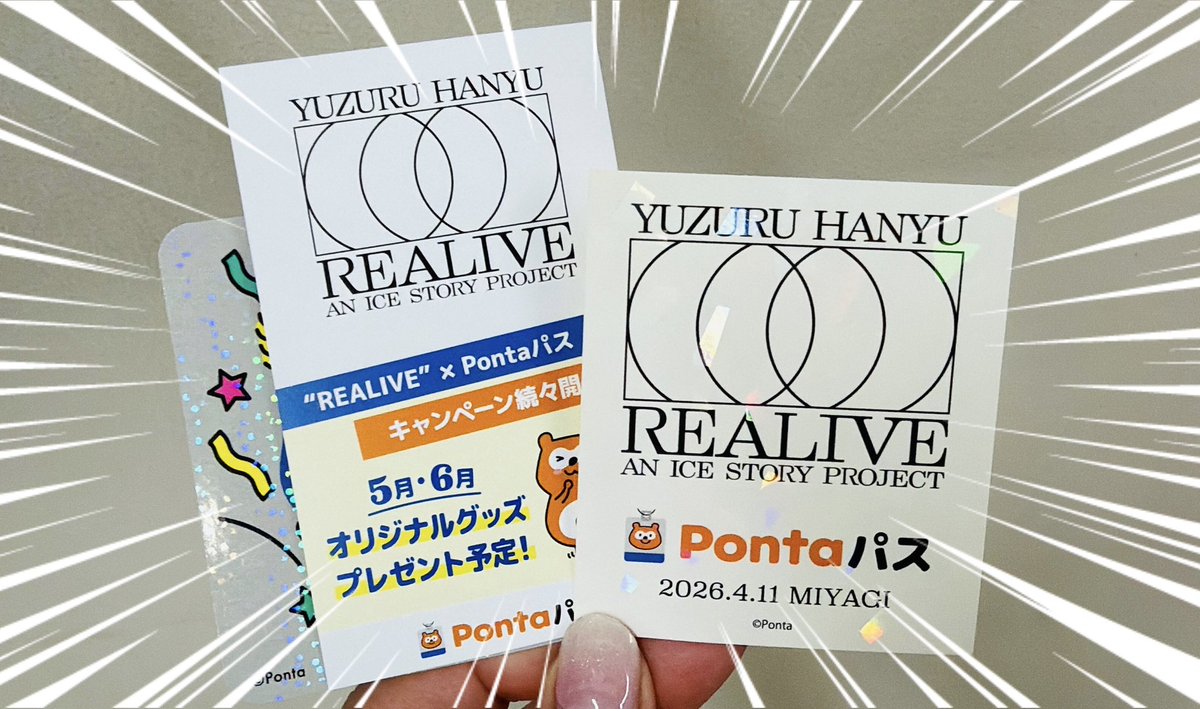 YUZURU HANYU
REALIVE
AN ICE STORY PROJECT
“REALIVE” × Pontaパス
キャンペーン続々開
5月・6月
オリジナルグッズ
プレゼント予定!
Pontaパ
©Ponta
YUZURU HANYU
REALIVE
AN ICE STORY PROJECT
Pontaパス
2026.4.11 MIYAGI
©Ponta